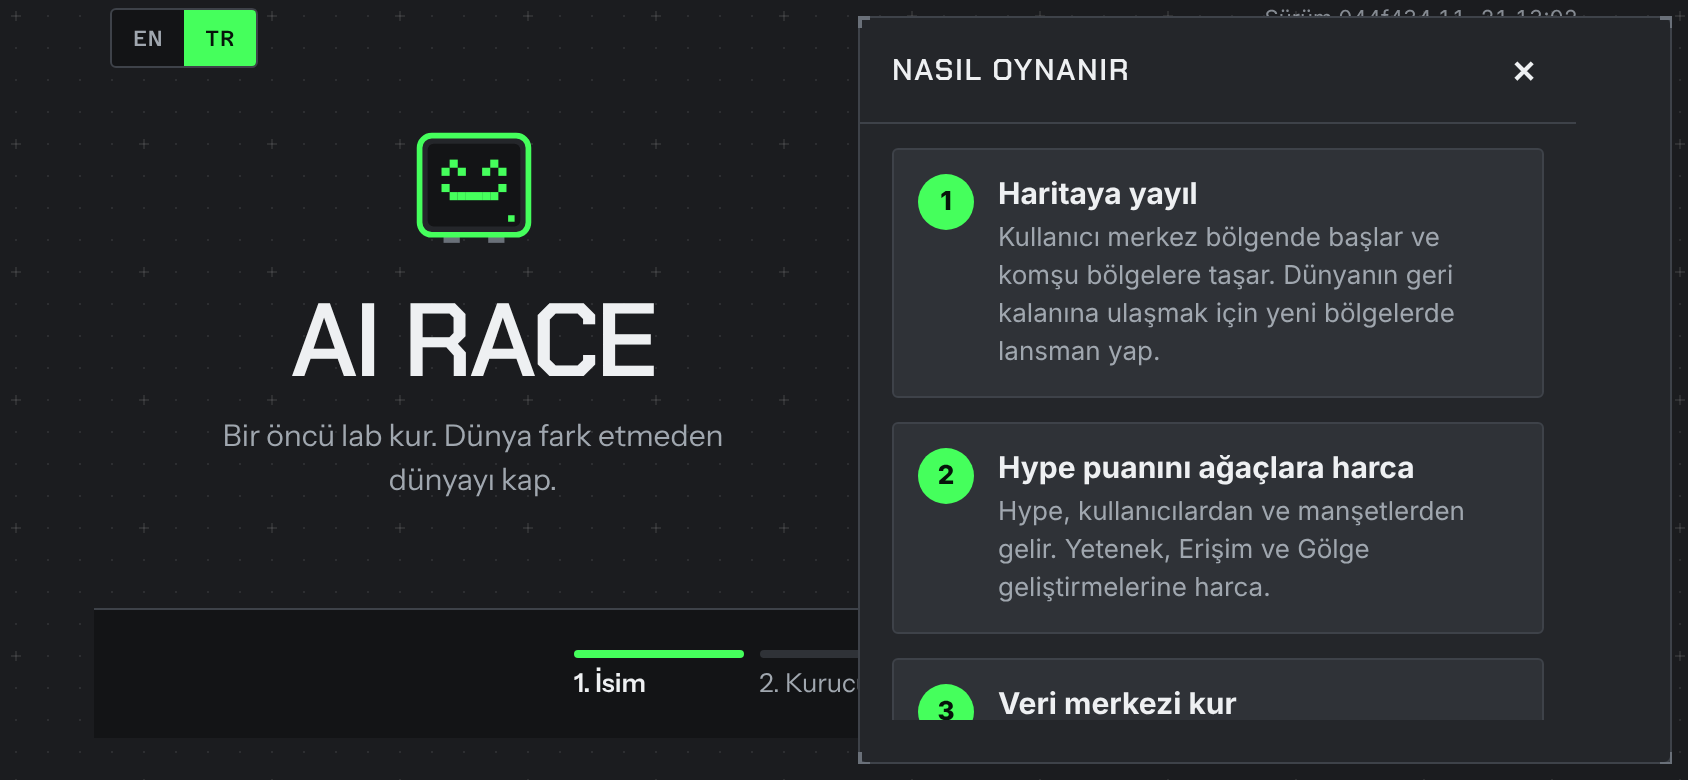 EN
TR
AI RACE
Bir öncü lab kur. Dünya fark etmeden
dünyayı kap.
1. İsim
2.
NASIL OYNANIR
×
1
Haritaya yayıl
Kullanıcı merkez bölgende başlar ve
komşu bölgelere taşar. Dünyanın geri
kalanına ulaşmak için yeni bölgelerde
lansman yap.
2
Hype puanını ağaçlara harca
Hype, kullanıcılardan ve manşetlerden
gelir. Yetenek, Erişim ve Gölge
geliştirmelerine harca.
3
Veri merkezi kur